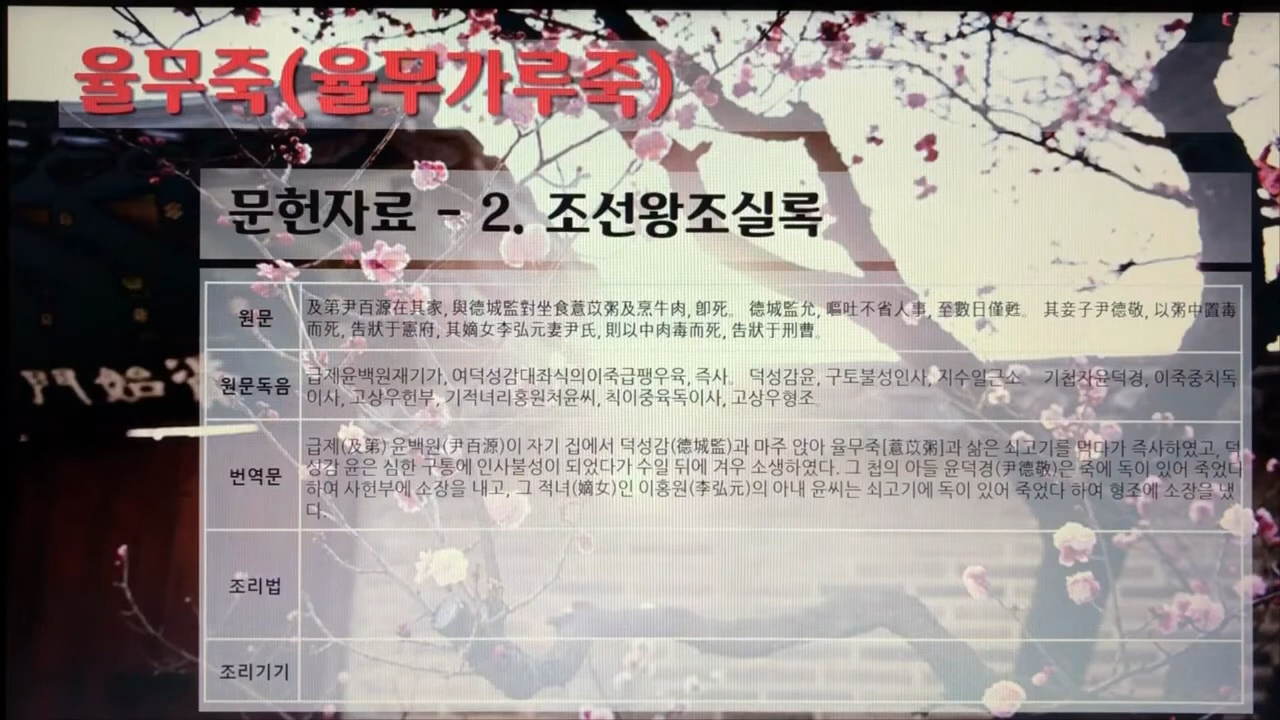 율무죽(율무가루죽)
문헌자료 - 2. 조선왕조실록
원문
及第尹百源在其家, 與德城監對坐食薏苡粥及烹牛肉, 卽死。 德城監允, 嘔吐不省人事, 至數日僅甦。 其妾子尹德敬, 以粥中置毒
而死, 告狀于憲府, 其嫡女李弘元妻尹氏, 則以中肉毒而死, 告狀于刑曹。
원문독음
급제윤백원재기가, 여덕성감대좌식의이죽급팽우육, 즉사。 덕성감윤, 구토불성인사, 지수일근소 기첩자윤덕경, 이죽중치독
이사, 고상우헌부, 기적녀리홍원처윤씨, 칙이중육독이사, 고상우형조.
번역문
급제(及第) 윤백원(尹百源)이 자기 집에서 덕성감(德城監)과 마주 앉아 율무죽[薏苡粥]과 삶은 쇠고기를 먹다가 즉사하였고, 덕
성감 윤은 심한 구통에 인사불성이 되었다가 수일 뒤에 겨우 소생하였다. 그 첩의 아들 윤덕경(尹德敬)은 죽에 독이 있어 죽었다
하여 사헌부에 소장을 내고, 그 적녀(嫡女)인 이홍원(李弘元)의 아내 윤씨는 쇠고기에 독이 있어 죽었다 하여 형조에 소장을 냈
다.
조리법
조리기기
門 始